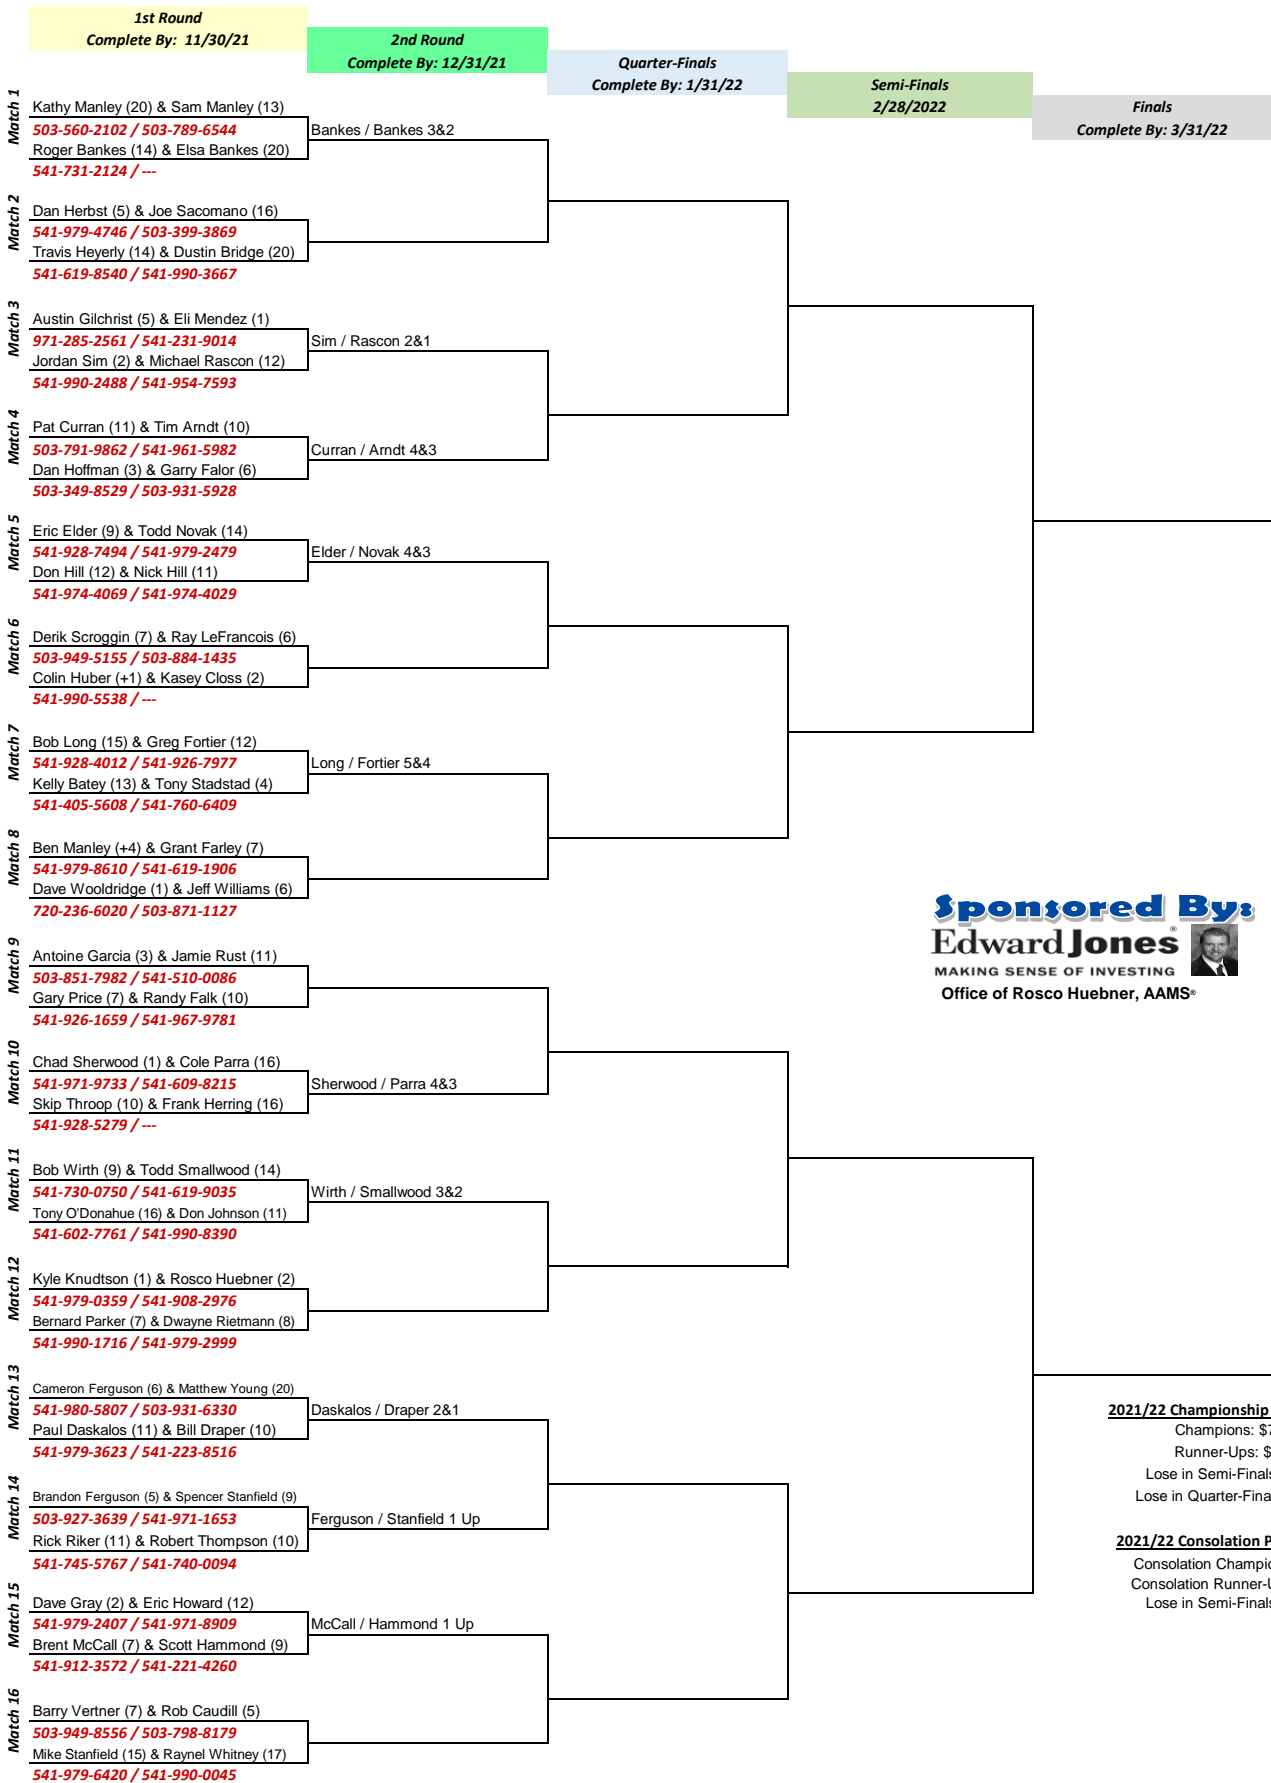 1st Round
Complete By: 11/30/21
2nd Round
Complete By: 12/31/21
Quarter-Finals
Complete By: 1/31/22
Semi-Finals
2/28/2022
Finals
Complete By: 3/31/22
Match 1
Kathy Manley (20) & Sam Manley (13)
503-560-2102 / 503-789-6544
Roger Bankes (14) & Elsa Bankes (20)
541-731-2124 / ---
Bankes / Bankes 3&2
Match 2
Dan Herbst (5) & Joe Sacomano (16)
541-979-4746 / 503-399-3869
Travis Heyerly (14) & Dustin Bridge (20)
541-619-8540 / 541-990-3667
Match 3
Austin Gilchrist (5) & Eli Mendez (1)
971-285-2561 / 541-231-9014
Jordan Sim (2) & Michael Rascon (12)
541-990-2488 / 541-954-7593
Sim / Rascon 2&1
Match 4
Pat Curran (11) & Tim Arndt (10)
503-791-9862 / 541-961-5982
Dan Hoffman (3) & Garry Falor (6)
503-349-8529 / 503-931-5928
Curran / Arndt 4&3
Match 5
Eric Elder (9) & Todd Novak (14)
541-928-7494 / 541-979-2479
Don Hill (12) & Nick Hill (11)
541-974-4069 / 541-974-4029
Elder / Novak 4&3
Match 6
Derik Scroggin (7) & Ray LeFrancois (6)
503-949-5155 / 503-884-1435
Colin Huber (+1) & Kasey Closs (2)
541-990-5538 / ---
Match 7
Bob Long (15) & Greg Fortier (12)
541-928-4012 / 541-926-7977
Kelly Batey (13) & Tony Stadstad (4)
541-405-5608 / 541-760-6409
Long / Fortier 5&4
Match 8
Ben Manley (+4) & Grant Farley (7)
541-979-8610 / 541-619-1906
Dave Wooldridge (1) & Jeff Williams (6)
720-236-6020 / 503-871-1127
Sponsored By:
Edward Jones®
MAKING SENSE OF INVESTING
Office of Rosco Huebner, AAMS®
Match 9
Antoine Garcia (3) & Jamie Rust (11)
503-851-7982 / 541-510-0086
Gary Price (7) & Randy Falk (10)
541-926-1659 / 541-967-9781
Match 10
Chad Sherwood (1) & Cole Parra (16)
541-971-9733 / 541-609-8215
Skip Throop (10) & Frank Herring (16)
541-928-5279 / ---
Sherwood / Parra 4&3
Match 11
Bob Wirth (9) & Todd Smallwood (14)
541-730-0750 / 541-619-9035
Tony O'Donahue (16) & Don Johnson (11)
541-602-7761 / 541-990-8390
Wirth / Smallwood 3&2
Match 12
Kyle Knudtson (1) & Rosco Huebner (2)
541-979-0359 / 541-908-2976
Bernard Parker (7) & Dwayne Rietmann (8)
541-990-1716 / 541-979-2999
Match 13
Cameron Ferguson (6) & Matthew Young (20)
541-980-5807 / 503-931-6330
Paul Daskalos (11) & Bill Draper (10)
541-979-3623 / 541-223-8516
Daskalos / Draper 2&1
Match 14
Brandon Ferguson (5) & Spencer Stanfield (9)
503-927-3639 / 541-971-1653
Rick Riker (11) & Robert Thompson (10)
541-745-5767 / 541-740-0094
Ferguson / Stanfield 1 Up
Match 15
Dave Gray (2) & Eric Howard (12)
541-979-2407 / 541-971-8909
Brent McCall (7) & Scott Hammond (9)
541-912-3572 / 541-221-4260
McCall / Hammond 1 Up
Match 16
Barry Vertner (7) & Rob Caudill (5)
503-949-8556 / 503-798-8179
Mike Stanfield (15) & Raynel Whitney (17)
541-979-6420 / 541-990-0045
2021/22 Championship
Champions: $7
Runner-Ups: $
Lose in Semi-Finals
Lose in Quarter-Fina
2021/22 Consolation P
Consolation Champio
Consolation Runner-U
Lose in Semi-Finals